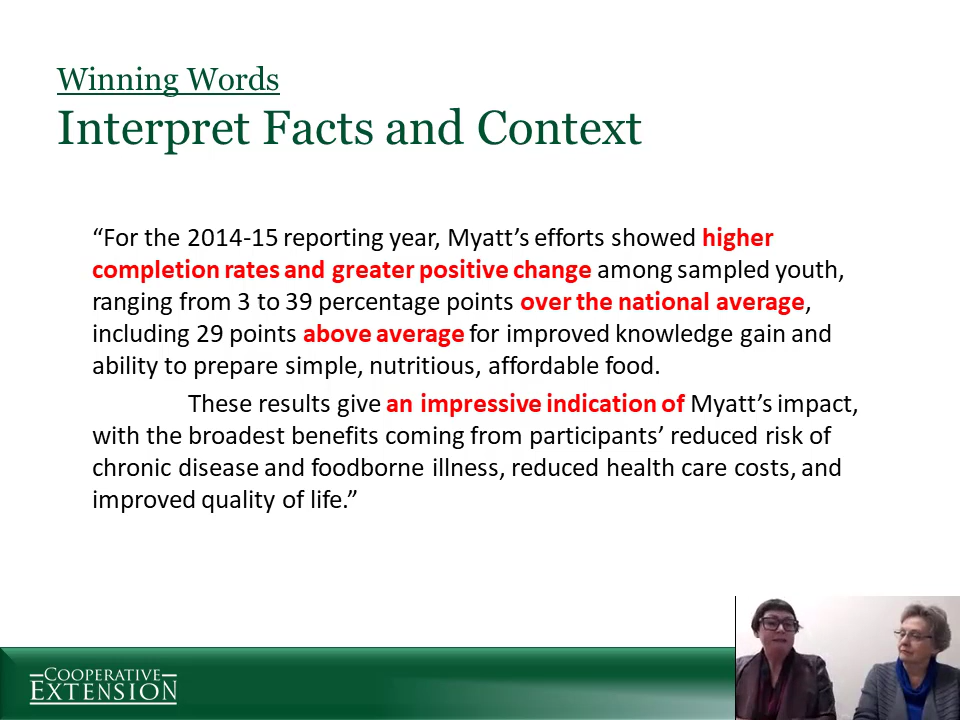 Winning Words
Interpret Facts and Context
“For the 2014-15 reporting year, Myatt’s efforts showed higher
completion rates and greater positive change among sampled youth,
ranging from 3 to 39 percentage points over the national average,
including 29 points above average for improved knowledge gain and
ability to prepare simple, nutritious, affordable food.
These results give an impressive indication of Myatt’s impact,
with the broadest benefits coming from participants’ reduced risk of
chronic disease and foodborne illness, reduced health care costs, and
improved quality of life.”
COOPERATIVE
EXTENSION